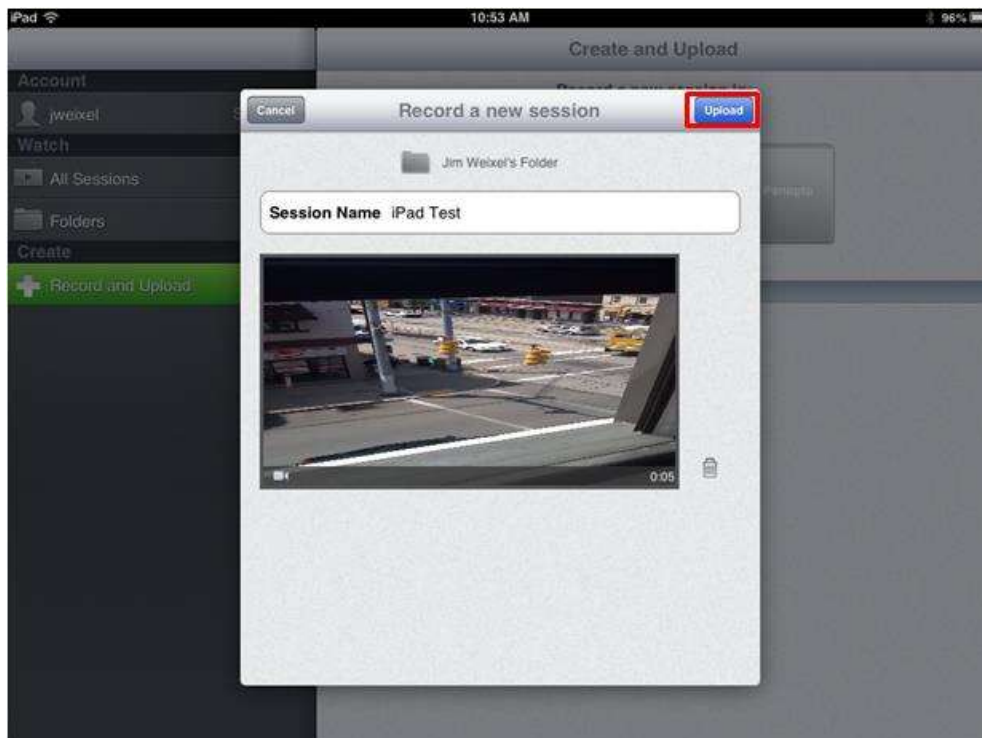 iPad 10:53 AM 96%
Create and Upload
Account
jweixel
Watch
All Sessions
Folders
Create
Record and Upload
Cancel Record a new session Upload
Jim Weixel's Folder
Session Name iPad Test
0:05
Panopto